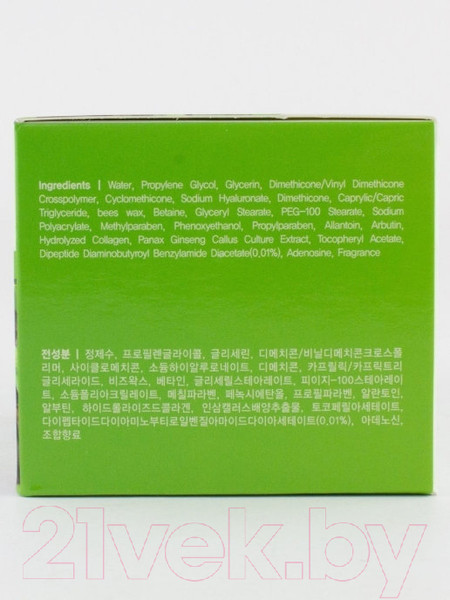 Ingredients | Water, Propylene Glycol, Glycerin, Dimethicone/Vinyl Dimethicone
Crosspolymer, Cyclomethicone, Sodium Hyaluronate, Dimethicone, Caprylic/Capric
Triglyceride, bees wax, Betaine, Glyceryl Stearate, PEG-100 Stearate, Sodium
Polyacrylate, Methylparaben, Phenoxyethanol, Propylparaben, Allantoin, Arbutin,
Hydrolyzed Collagen, Panax Ginseng Callus Culture Extract, Tocopheryl Acetate,
Dipeptide Diaminobutyroyl Benzylamide Diacetate(0,01%), Adenosine, Fragrance
전성분 | 정제수, 프로필렌글라이콜, 글리세린, 디메치콘/비닐디메치콘크로스폴
리머, 사이클로메치콘, 소듐하이알루로네이트, 디메치콘, 카프릴릭/카프릭트리
글리세라이드, 비즈왁스, 베타인, 글리세릴스테아레이트, 피이지-100스테아레이
트, 소듐폴리아크릴레이트, 메칠파라벤, 페녹시에탄올, 프로필파라벤, 알란토인,
알부틴, 하이드롤라이즈드콜라겐, 인삼캘러스배양추출물, 토코페릴아세테이트,
다이펩타이드다이아미노부티로일벤질아마이드다이아세테이트(0,01%), 아데노신,
조합향료
21vek.by